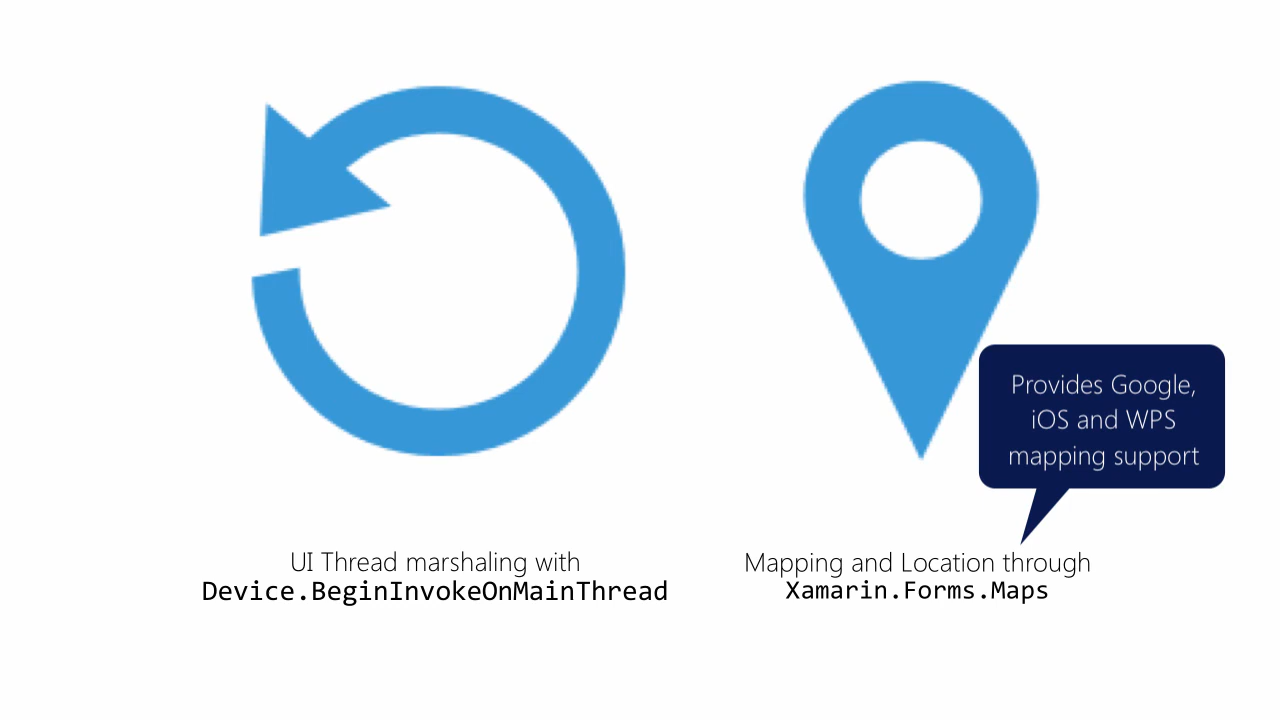 Provides Google,
iOS and WPS
mapping support
UI Thread marshaling with
Device.BeginInvokeOnMainThread
Mapping and Location through
Xamarin.Forms.Maps